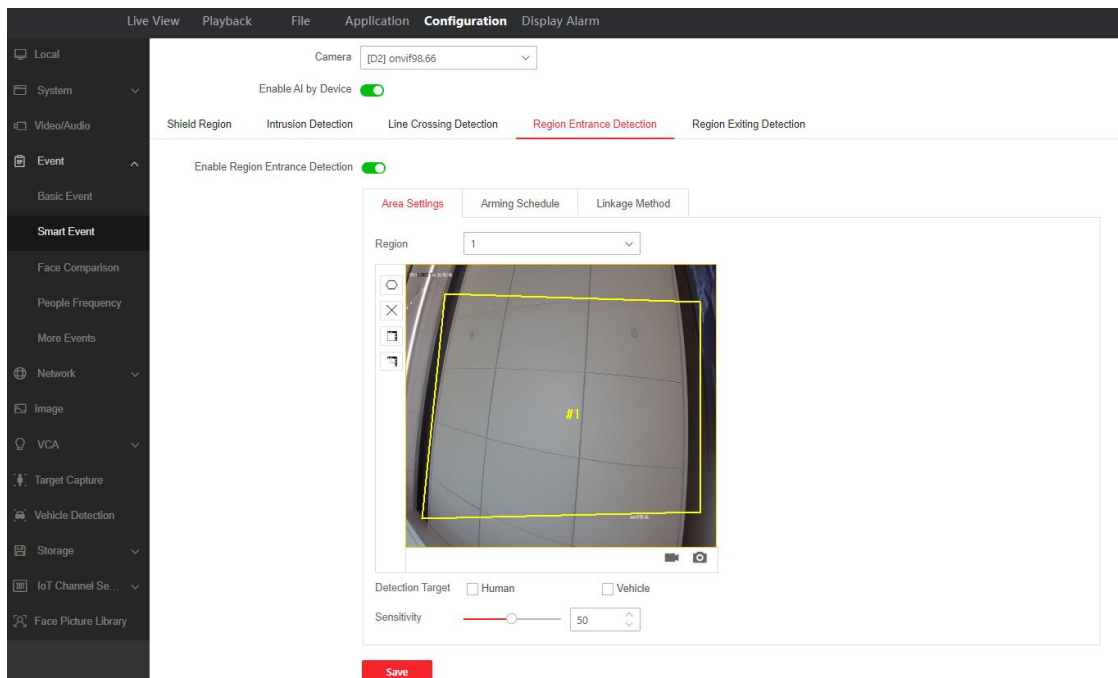 Live View Playback File Application Configuration Display Alarm
Local
System
Video/Audio
Event
Basic Event
Smart Event
Face Comparison
People Frequency
More Events
Network
Image
VCA
Target Capture
Vehicle Detection
Storage
IoT Channel Se...
Face Picture Library
Camera [D2] onvif98.66
Enable AI by Device
Shield Region Intrusion Detection Line Crossing Detection Region Entrance Detection Region Exiting Detection
Enable Region Entrance Detection
Area Settings Arming Schedule Linkage Method
Region 1
#1
onvif98.66
Detection Target Human Vehicle
Sensitivity 50
Save